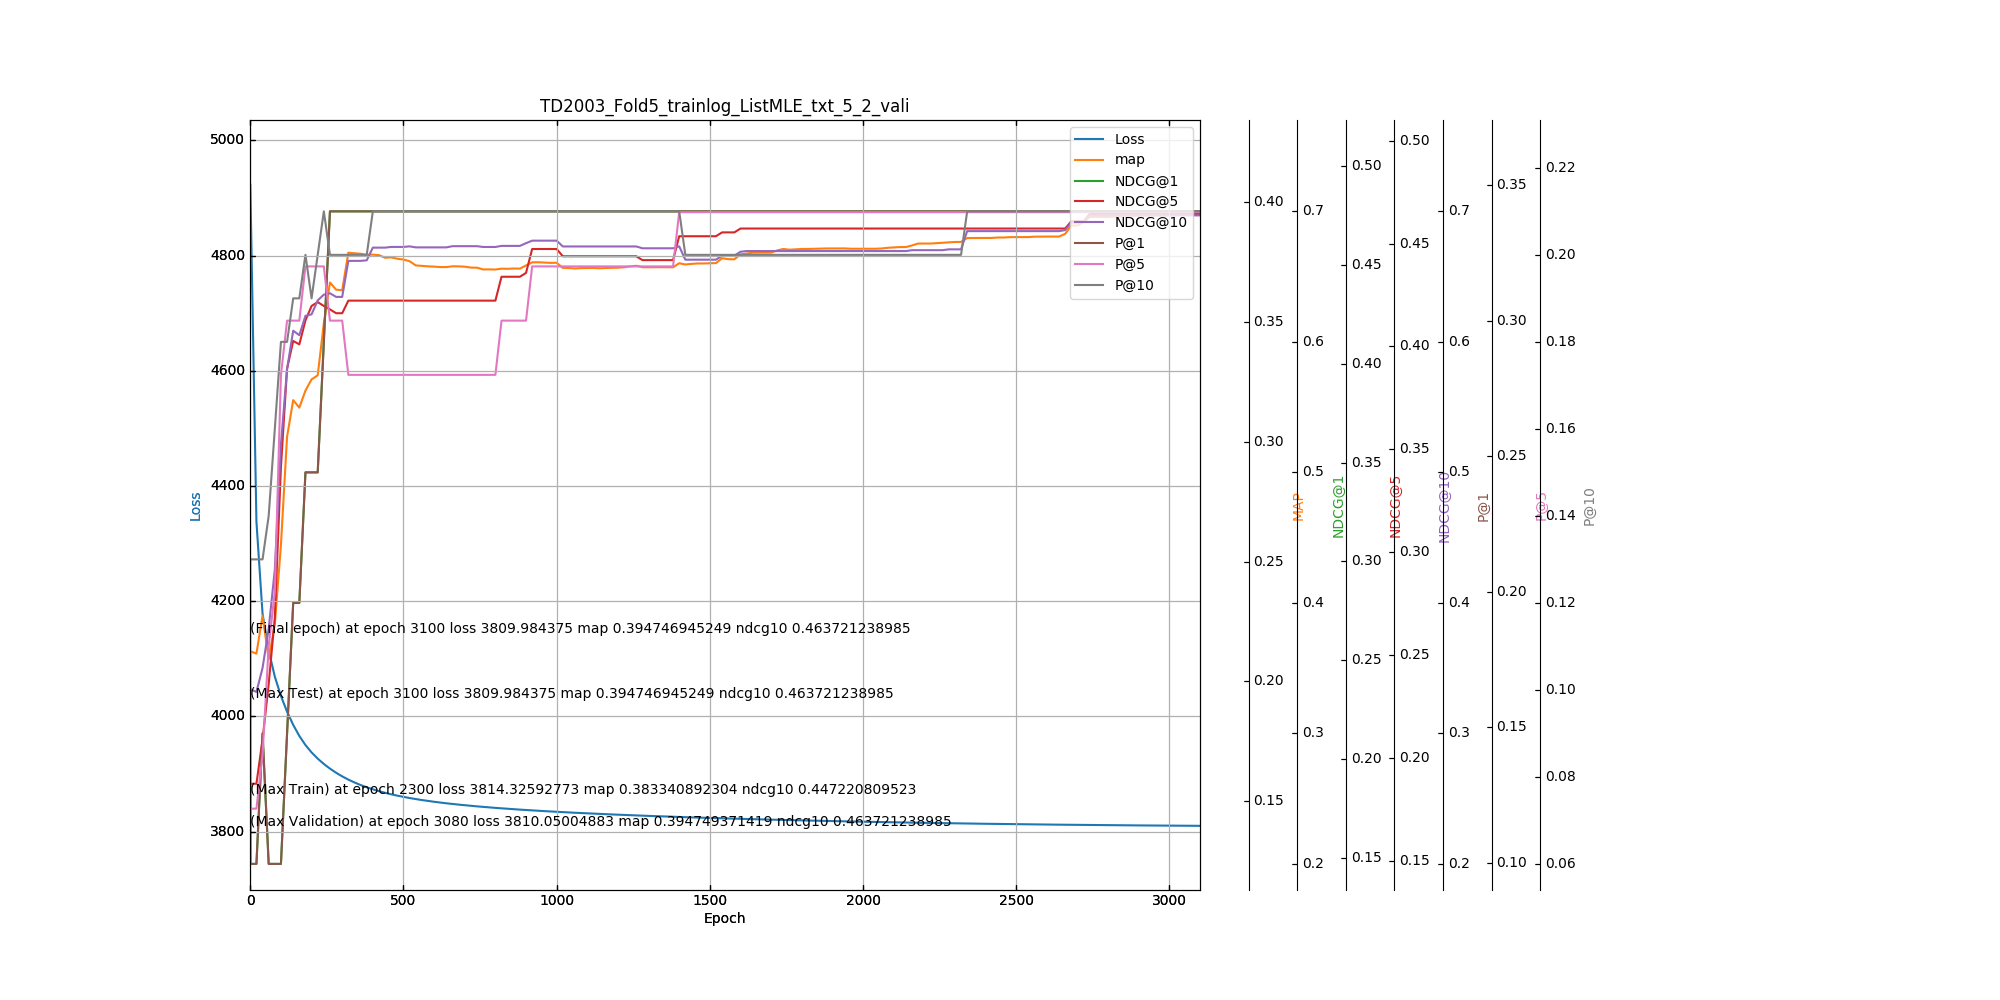 TD2003_Fold5_trainlog_ListMLE_txt_5_2_vali
Loss
map
NDCG@1
NDCG@5
NDCG@10
P@1
P@5
P@10
5000
4800
4600
4400
4200
4000
3800
Loss
(Final epoch) at epoch 3100 loss 3809.984375 map 0.394746945249 ndcg10 0.463721238985
(Max Test) at epoch 3100 loss 3809.984375 map 0.394746945249 ndcg10 0.463721238985
(Max Train) at epoch 2300 loss 3814.32592773 map 0.383340892304 ndcg10 0.447220809523
(Max Validation) at epoch 3080 loss 3810.05004883 map 0.394749371419 ndcg10 0.463721238985
0 500 1000 1500 2000 2500 3000
Epoch
0.40
0.35
0.30
0.25
0.20
0.15
MAP
0.7
0.6
0.5
0.4
0.3
0.2
NDCG@1
0.50
0.45
0.40
0.35
0.30
0.25
0.20
0.15
NDCG@5
0.50
0.45
0.40
0.35
0.30
0.25
0.20
0.15
NDCG@10
0.7
0.6
0.5
0.4
0.3
0.2
P@1
0.35
0.30
0.25
0.20
0.15
0.10
P@5
0.22
0.20
0.18
0.16
0.14
0.12
0.10
0.08
0.06
P@10